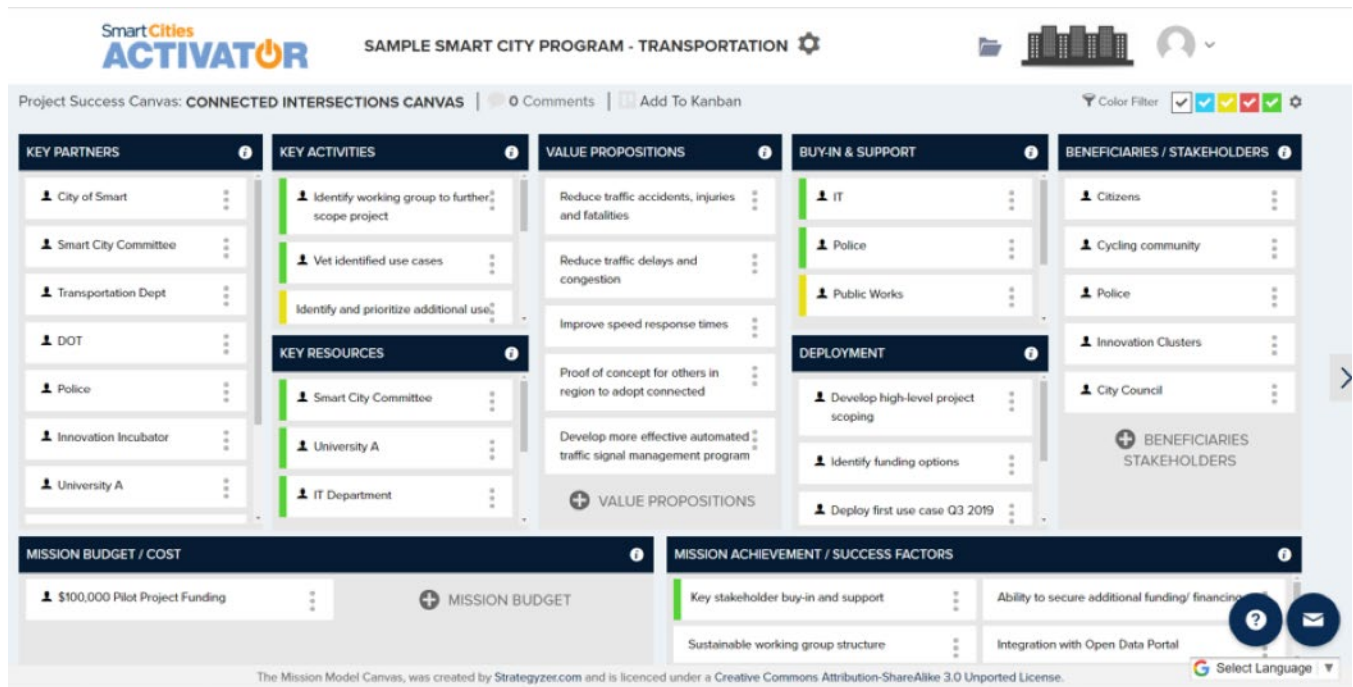 SmartCities
ACTIVATOR
SAMPLE SMART CITY PROGRAM - TRANSPORTATION
Project Success Canvas: CONNECTED INTERSECTIONS CANVAS | 0 Comments | Add To Kanban
Color Filter
KEY PARTNERS
City of Smart
Smart City Committee
Transportation Dept
DOT
Police
Innovation Incubator
University A
KEY ACTIVITIES
Identify working group to further
scope project
Vet identified use cases
Identify and prioritize additional use
KEY RESOURCES
Smart City Committee
University A
IT Department
VALUE PROPOSITIONS
Reduce traffic accidents, injuries
and fatalities
Reduce traffic delays and
congestion
Improve speed response times
Proof of concept for others in
region to adopt connected
Develop more effective automated
traffic signal management program
VALUE PROPOSITIONS
BUY-IN & SUPPORT
IT
Police
Public Works
DEPLOYMENT
Develop high-level project
scoping
Identify funding options
Deploy first use case Q3 2019
BENEFICIARIES / STAKEHOLDERS
Citizens
Cycling community
Police
Innovation Clusters
City Council
BENEFICIARIES
STAKEHOLDERS
MISSION BUDGET / COST
$100,000 Pilot Project Funding
MISSION BUDGET
MISSION ACHIEVEMENT / SUCCESS FACTORS
Key stakeholder buy-in and support
Ability to secure additional funding/ financing
Sustainable working group structure
Integration with Open Data Portal
Select Language
The Mission Model Canvas, was created by Strategyzer.com and is licenced under a Creative Commons Attribution-ShareAlike 3.0 Unported License.